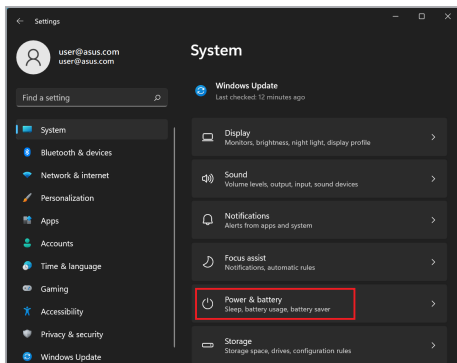 Settings
user@asus.com
user@asus.com
Find a setting
System
Bluetooth & devices
Network & internet
Personalization
Apps
Accounts
Time & language
Gaming
Accessibility
Privacy & security
Windows Update
System
Windows Update
Last checked: 12 minutes ago
Display
Monitors, brightness, night light, display profile
Sound
Volume levels, output, input, sound devices
Notifications
Alerts from apps and system
Focus assist
Notifications, automatic rules
Power & battery
Sleep, battery usage, battery saver
Storage
Storage space, drives, configuration rules